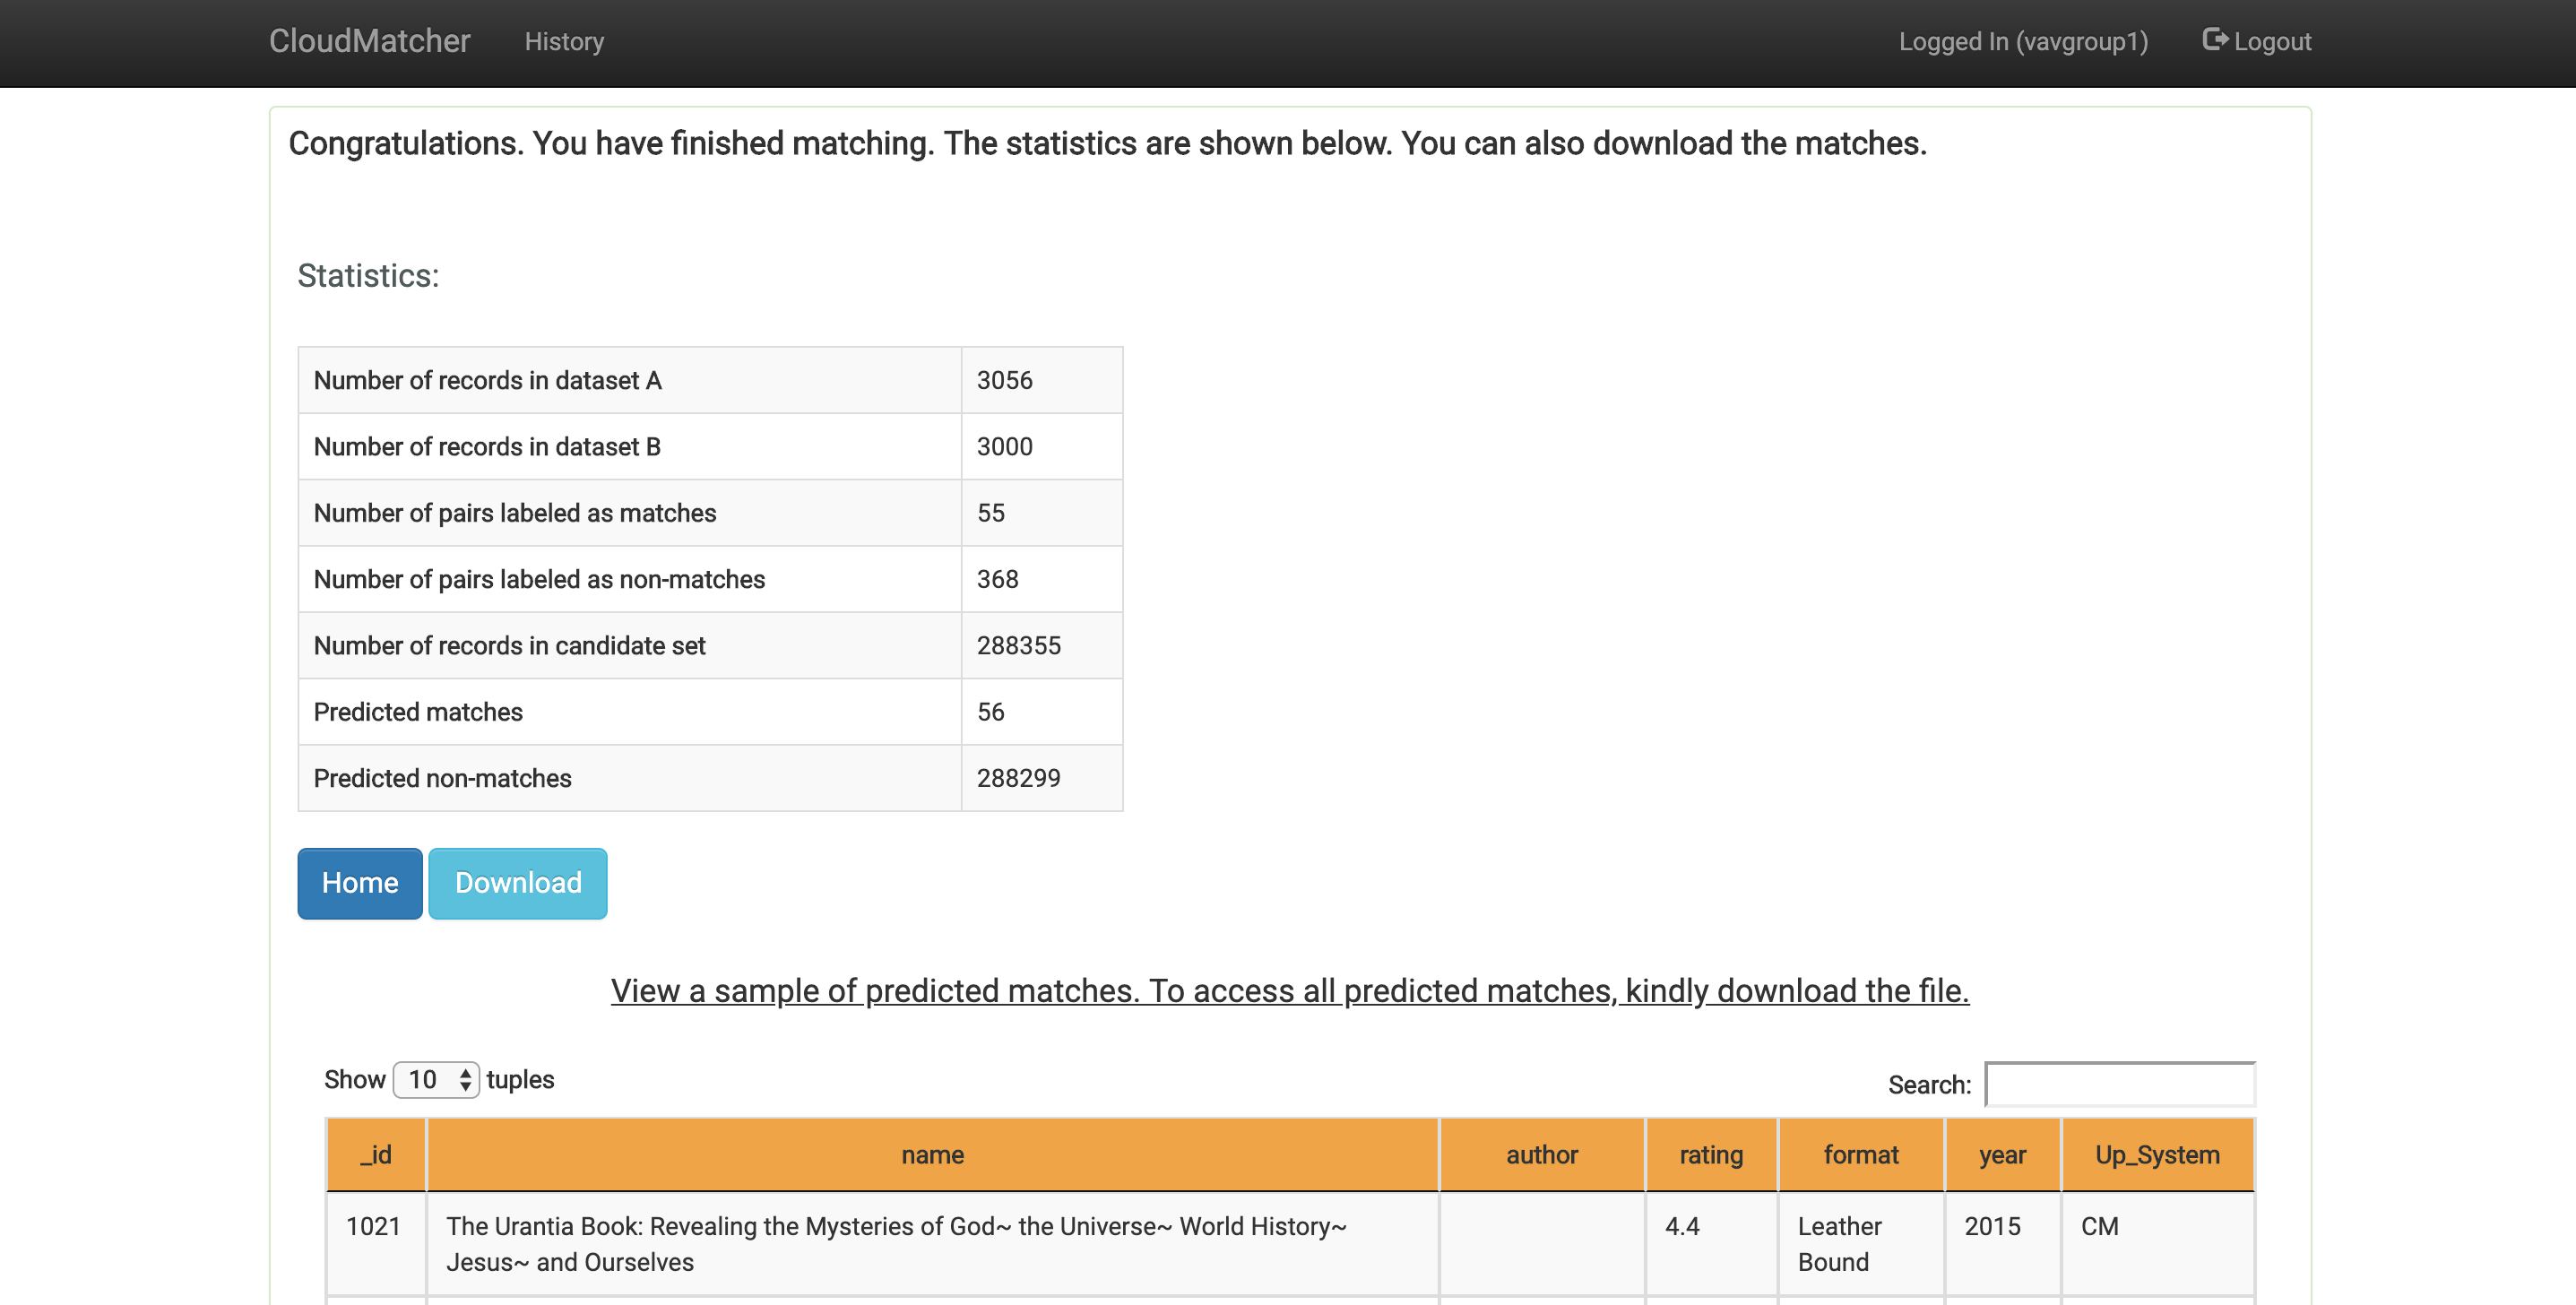 CloudMatcher History Logged In (vavgroup1) Logout
Congratulations. You have finished matching. The statistics are shown below. You can also download the matches.
Statistics:
Number of records in dataset A 3056
Number of records in dataset B 3000
Number of pairs labeled as matches 55
Number of pairs labeled as non-matches 368
Number of records in candidate set 288355
Predicted matches 56
Predicted non-matches 288299
Home Download
View a sample of predicted matches. To access all predicted matches, kindly download the file.
Show 10 tuples Search:
_id name author rating format year Up_System
1021 The Urantia Book: Revealing the Mysteries of God~ the Universe~ World History~ 4.4 Leather 2015 CM
Jesus~ and Ourselves Bound